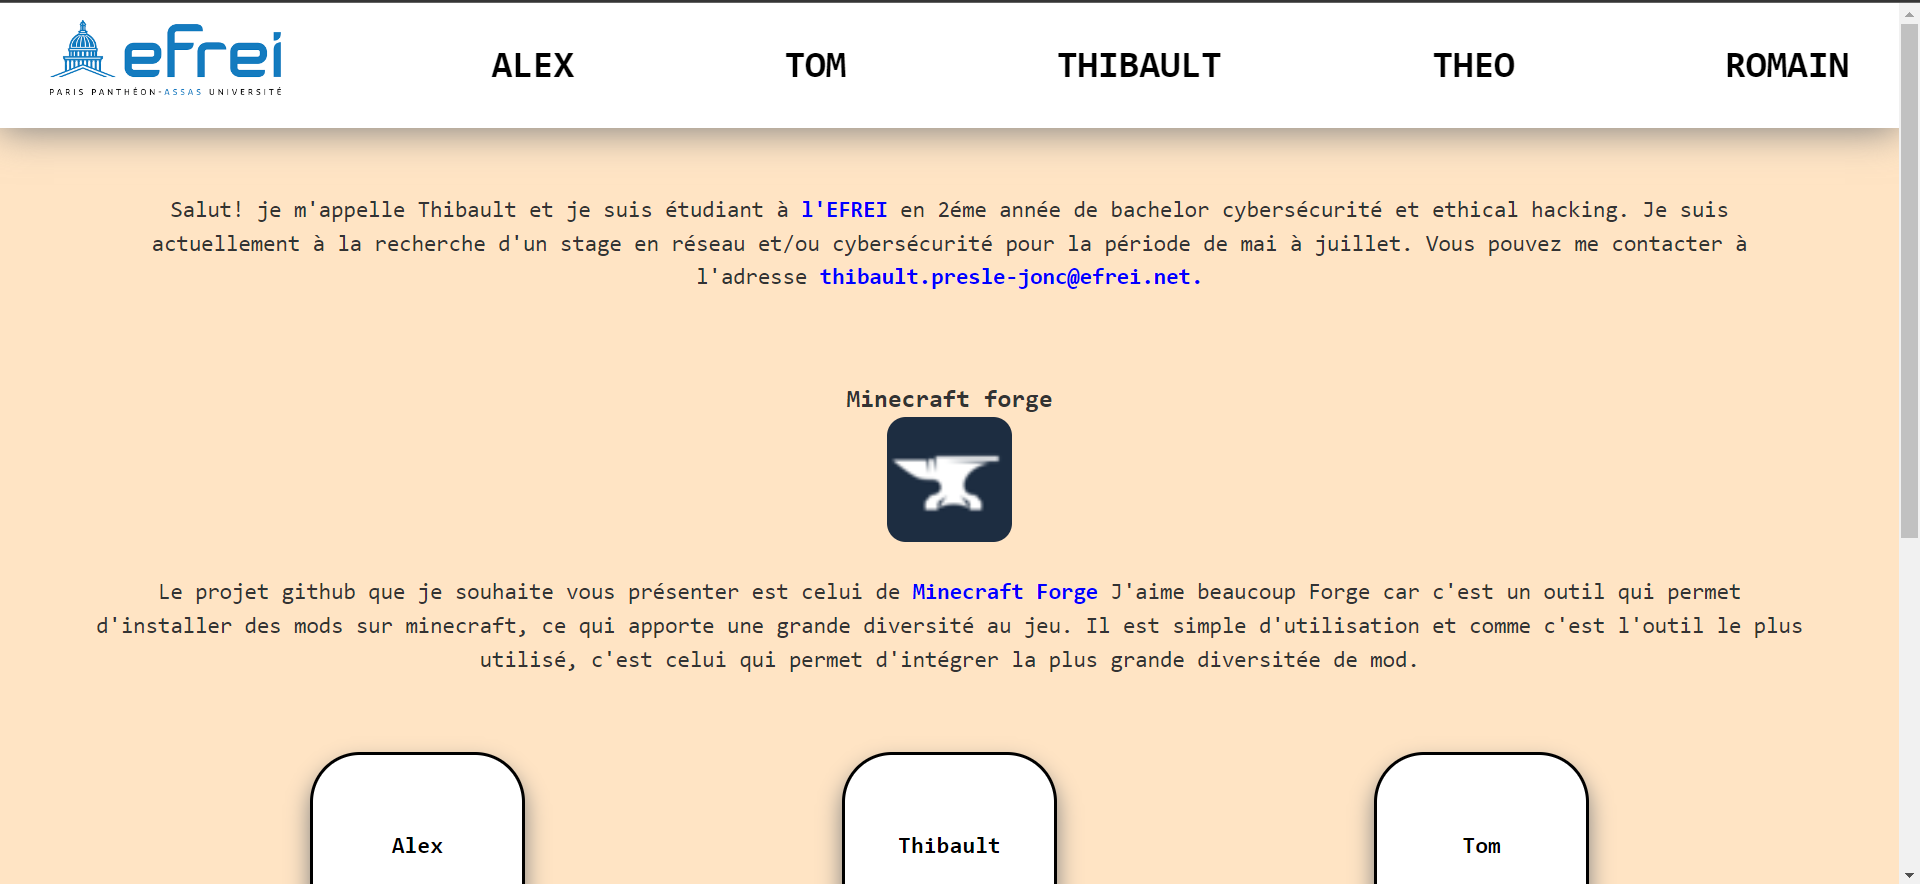 efrei
PARIS PANTHÉON-ASSAS UNIVERSITÉ
ALEX
TOM
THIBAULT
THEO
ROMAIN
Salut! je m'appelle Thibault et je suis étudiant à l'EFREI en 2éme année de bachelor cybersécurité et ethical hacking. Je suis
actuellement à la recherche d'un stage en réseau et/ou cybersécurité pour la période de mai à juillet. Vous pouvez me contacter à
l'adresse thibault.presle-jonc@efrei.net.
Minecraft forge
Le projet github que je souhaite vous présenter est celui de Minecraft Forge J'aime beaucoup Forge car c'est un outil qui permet
d'installer des mods sur minecraft, ce qui apporte une grande diversité au jeu. Il est simple d'utilisation et comme c'est l'outil le plus
utilisé, c'est celui qui permet d'intégrer la plus grande diversitée de mod.
Alex
Thibault
Tom